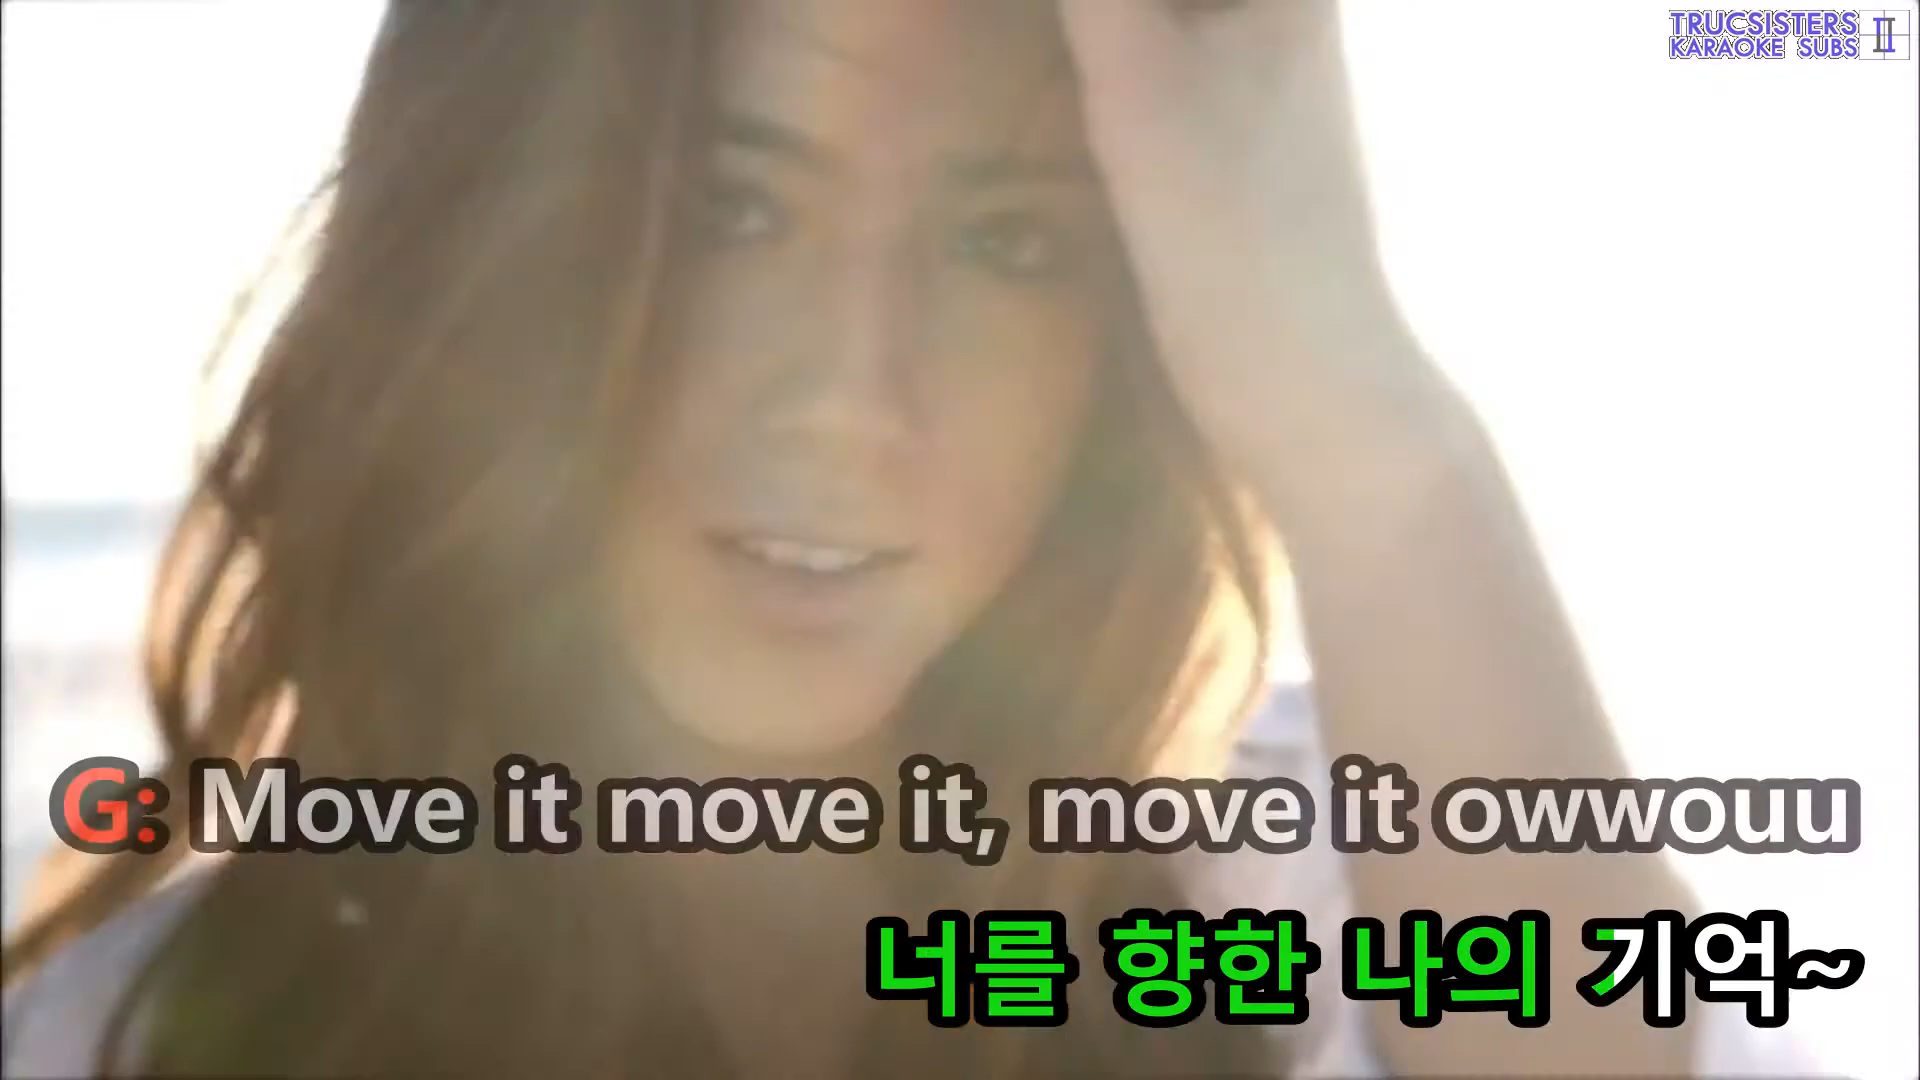 TRUCSISTERS
KARAOKE SUBS II
G: Move it move it, move it owwouu
너를 향한 나의 기억~